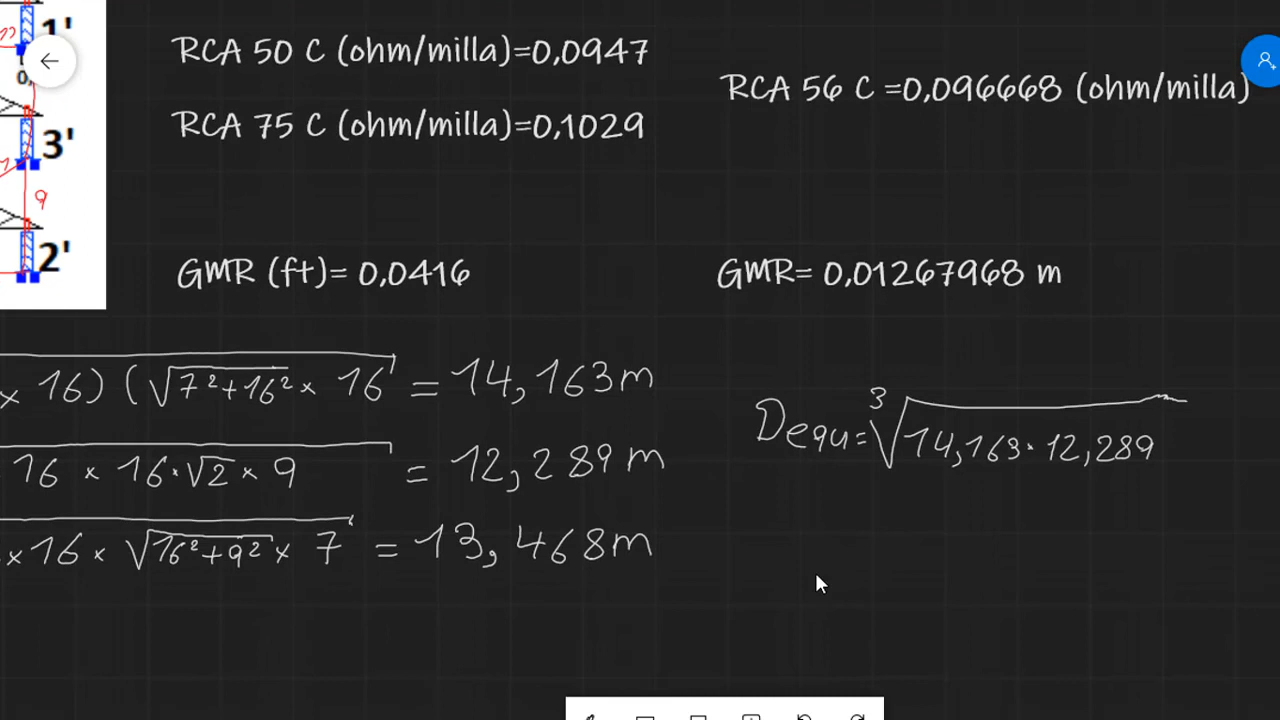 1'
RCA 50 C (ohm/milla)=0,0947
RCA 56 C =0,096668 (ohm/milla)
RCA 75 C (ohm/milla)=0,1029
3'
9
2'
GMR (ft)= 0,0416
GMR= 0,01267968 m
× 16) (√7²+16² × 16 = 14,163m
Dequ=³√14,163·12,289
16 × 16·√2 × 9 = 12,289m
×16 × √16²+9² × 7 = 13,468m